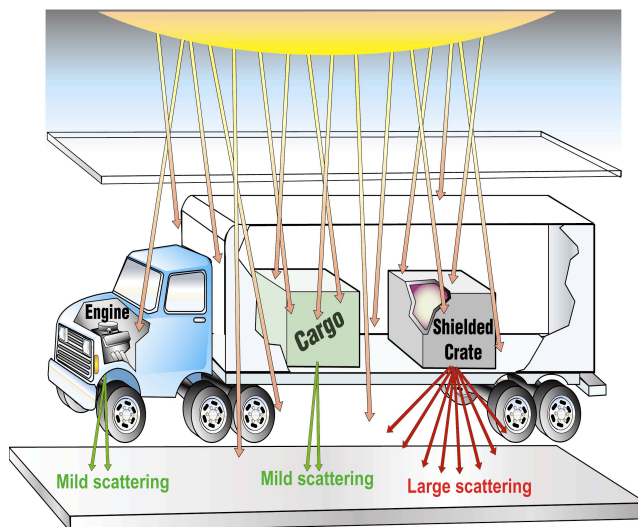 Engine
Cargo
Shielded
Crate
Mild scattering
Mild scattering
Large scattering